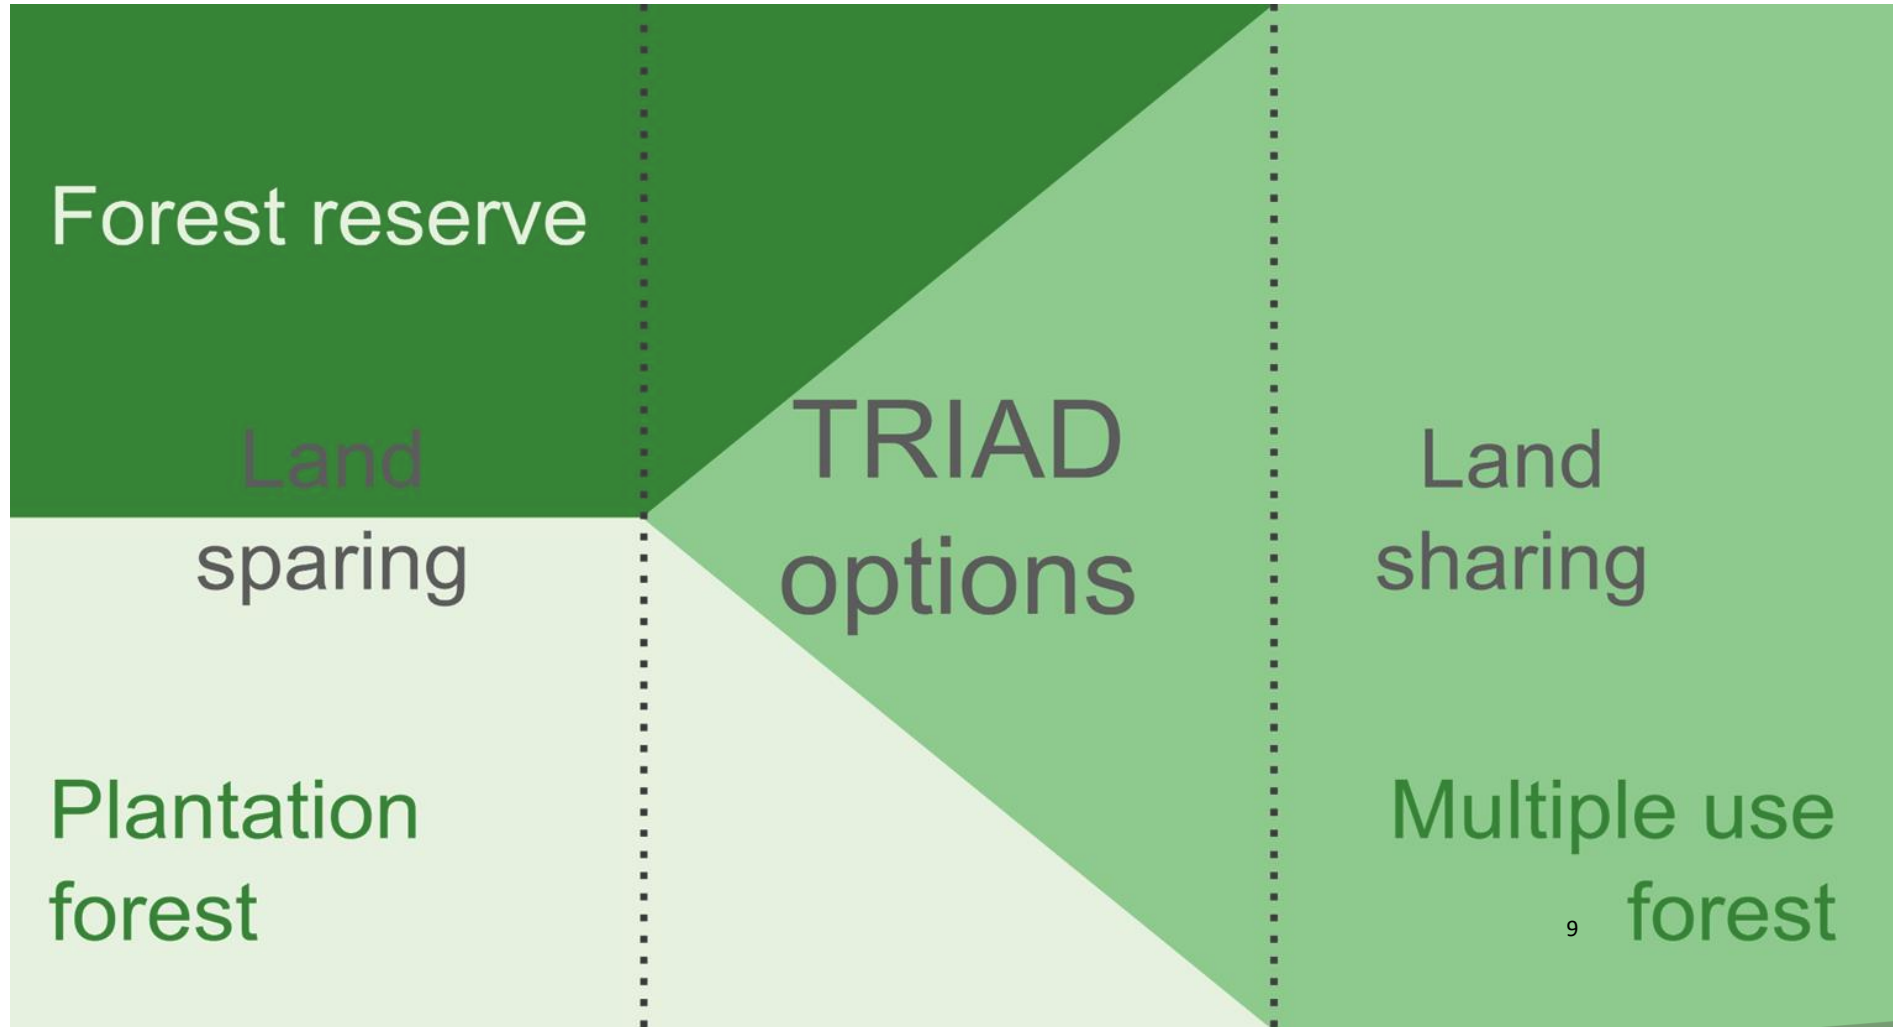 Forest reserve
Land
sparing
Plantation
forest
TRIAD
options
Land
sharing
Multiple use
forest
9